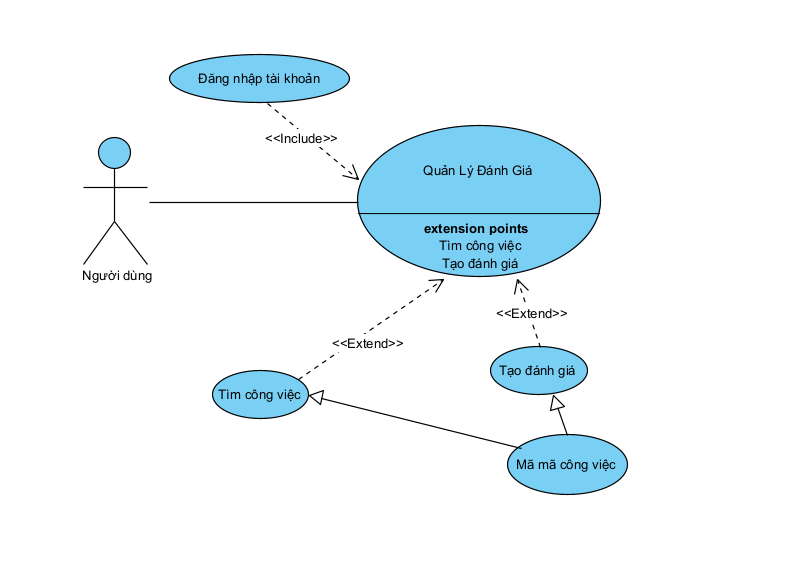 Đăng nhập tài khoản
<<Include>>
Quản Lý Đánh Giá
extension points
Tìm công việc
Tạo đánh giá
Người dùng
<<Extend>>
<<Extend>>
Tìm công việc
Tạo đánh giá
Mã mã công việc